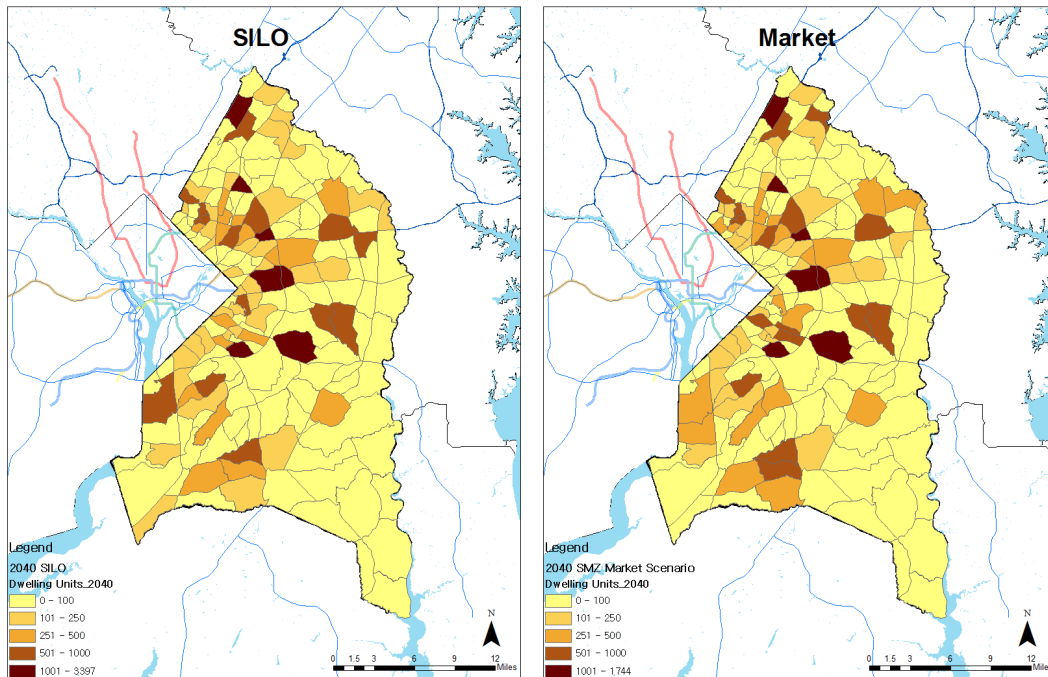 SILO
Legend
2040 SILO
Dwelling Units_2040
0 - 100
101 - 250
251 - 500
501 - 1000
1001 - 3397
N
0 1.5 3 6 9 12
Miles
Market
Legend
2040 SMZ Market Scenario
Dwelling Units_2040
0 - 100
101 - 250
251 - 500
501 - 1000
1001 - 1,744
N
0 1.5 3 6 9 12
Miles